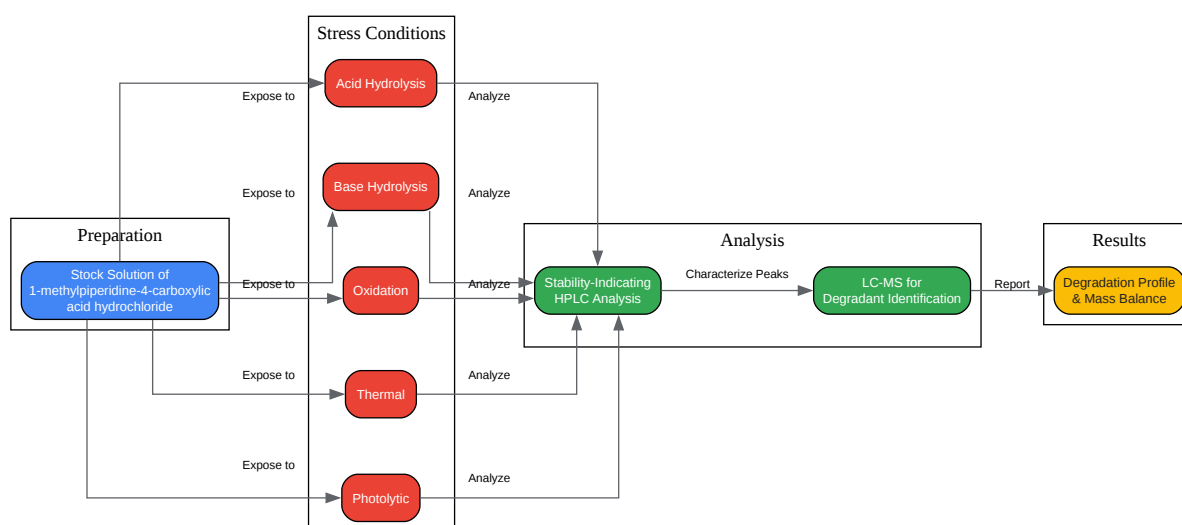 Stress Conditions
Acid Hydrolysis
Expose to
Analyze
Base Hydrolysis
Expose to
Analyze
Preparation
Stock Solution of
1-methylpiperidine-4-carboxylic
acid hydrochloride
Expose to
Oxidation
Analyze
Analysis
Stability-Indicating
HPLC Analysis
Characterize Peaks
LC-MS for
Degradant Identification
Report
Results
Degradation Profile
& Mass Balance
Expose to
Thermal
Analyze
Expose to
Photolytic
Analyze